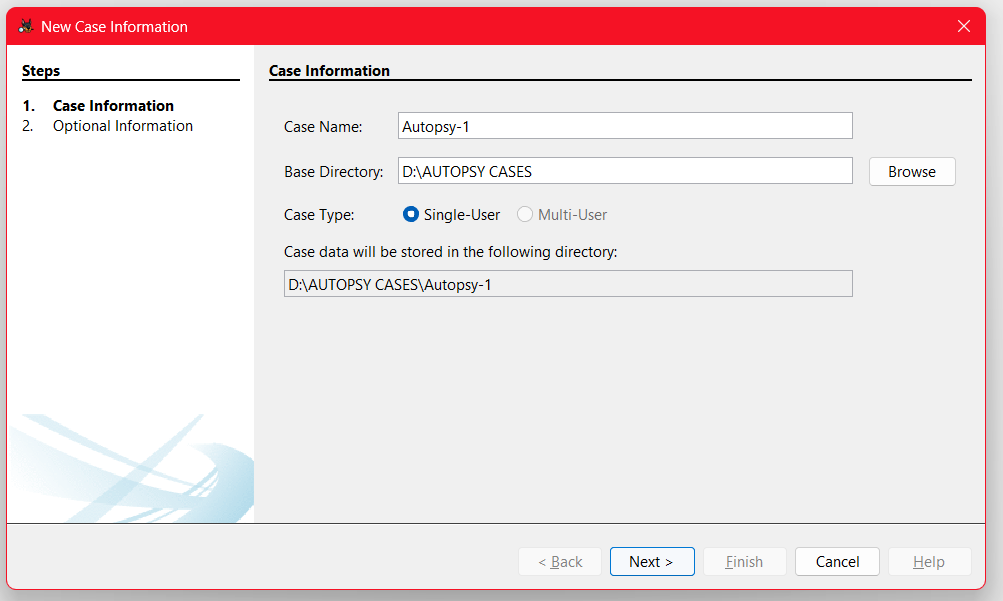 New Case Information
Steps
1. Case Information
2. Optional Information
Case Information
Case Name: Autopsy-1
Base Directory: D:\AUTOPSY CASES Browse
Case Type: Single-User Multi-User
Case data will be stored in the following directory:
D:\AUTOPSY CASES\Autopsy-1
< Back Next > Finish Cancel Help